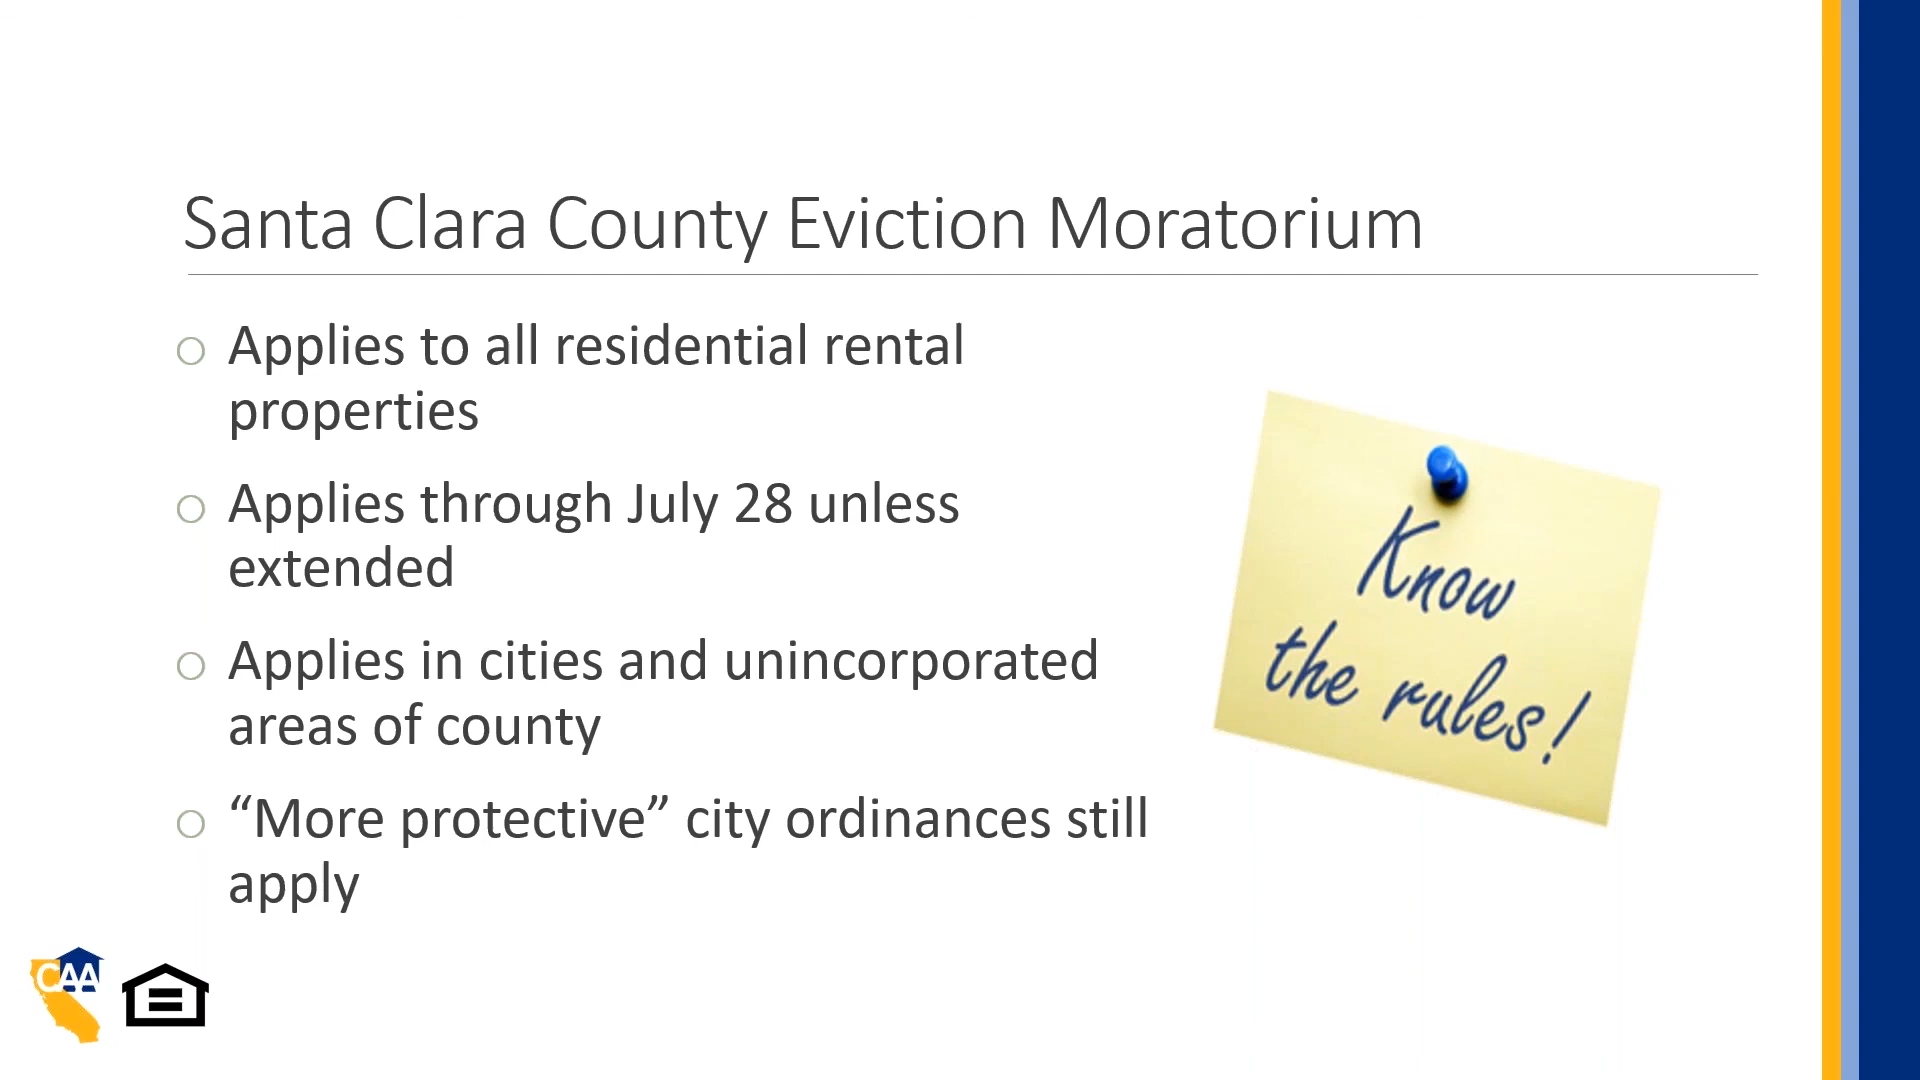 Santa Clara County Eviction Moratorium
Applies to all residential rental
properties
Applies through July 28 unless
extended
Applies in cities and unincorporated
areas of county
“More protective” city ordinances still
apply
Know
the rules!
CAA